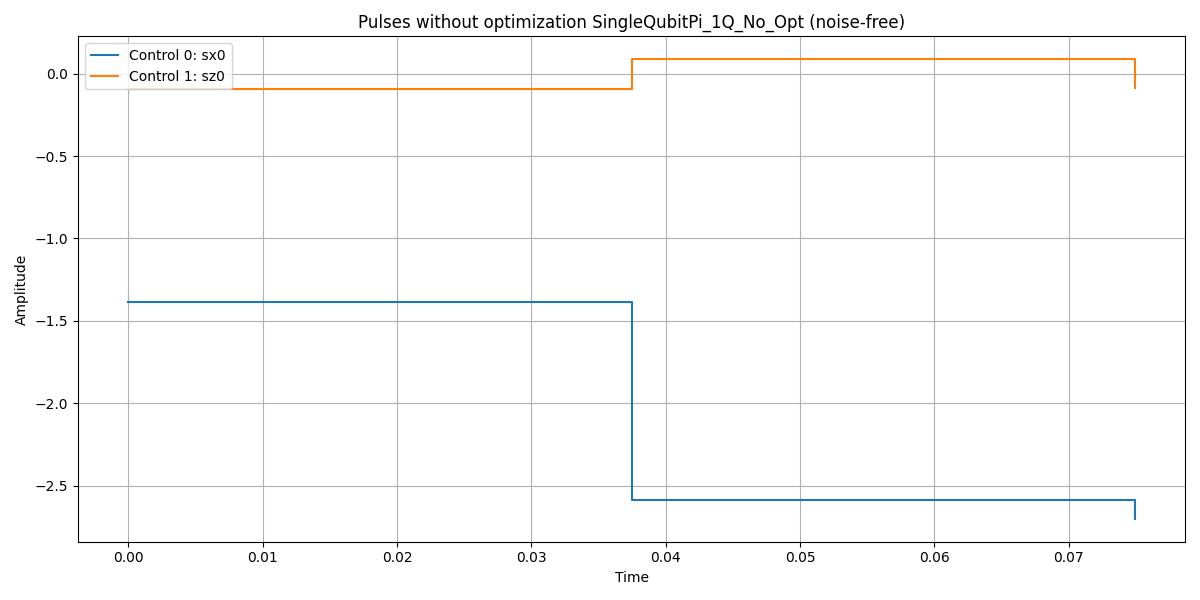 Pulses without optimization SingleQubitPi_1Q_No_Opt (noise-free)
Control 0: sx0
Control 1: sz0
Amplitude
0.0
−0.5
−1.0
−1.5
−2.0
−2.5
0.00 0.01 0.02 0.03 0.04 0.05 0.06 0.07
Time